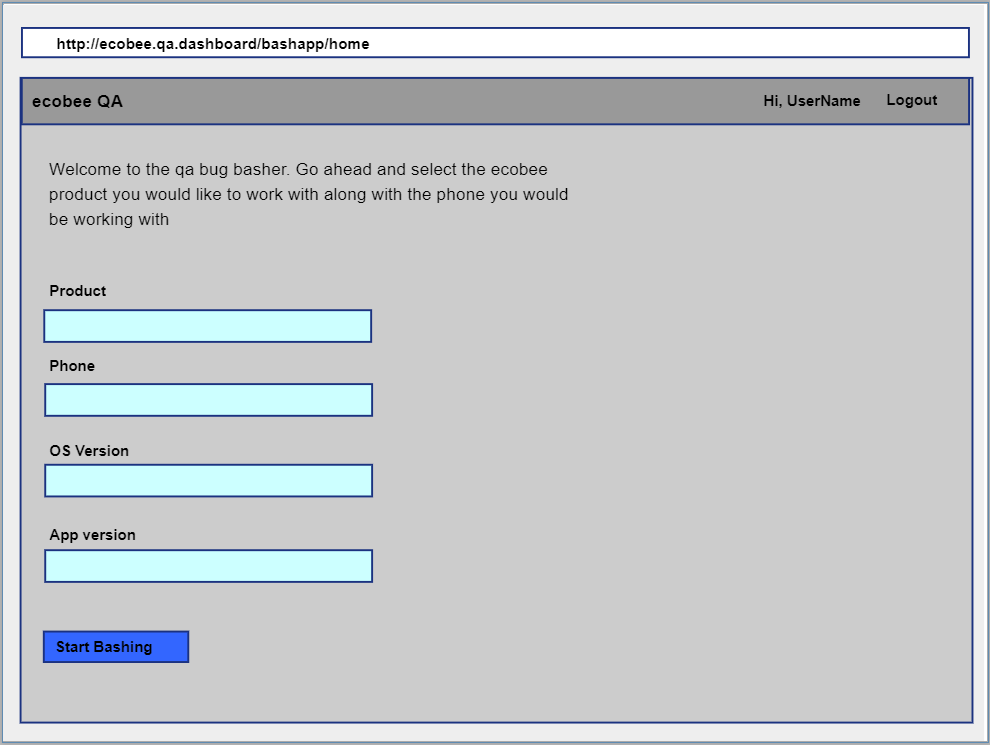 http://ecobee.qa.dashboard/bashapp/home
ecobee QA
Hi, UserName
Logout
Welcome to the qa bug basher. Go ahead and select the ecobee
product you would like to work with along with the phone you would
be working with
Product
Phone
OS Version
App version
Start Bashing